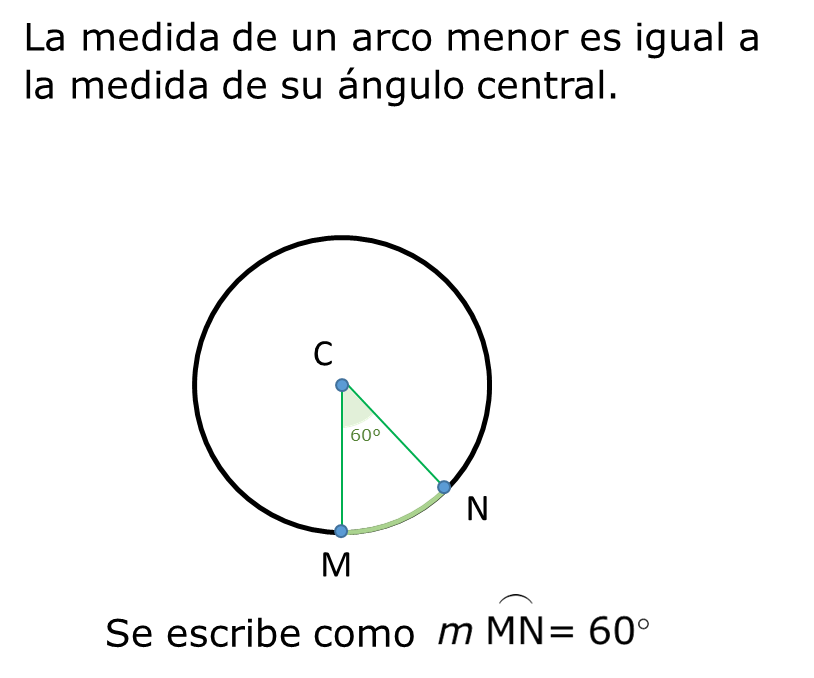 La medida de un arco menor es igual a
la medida de su ángulo central.
C
60º
N
M
Se escribe como m MN= 60°